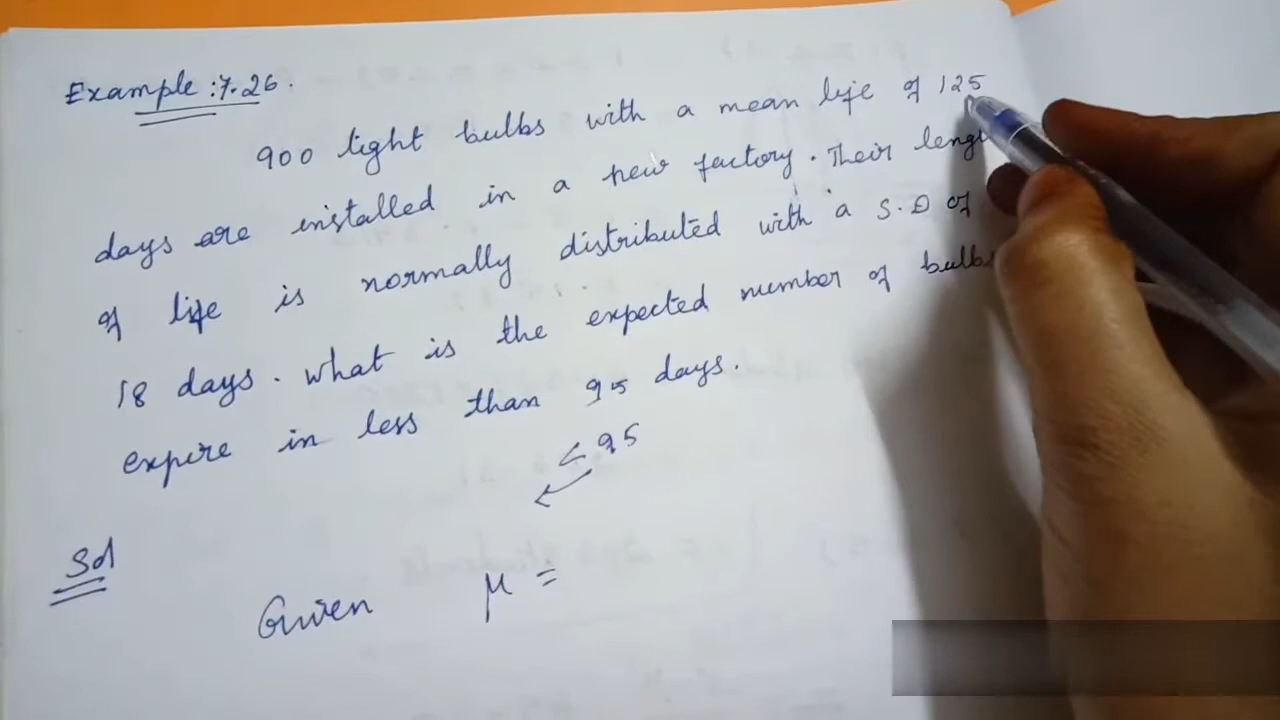 Example : 7.26.
900 light bulbs with a mean life of 125
days are installed in a new factory. Their lengt
of life is normally distributed with a S.D of
18 days. what is the expected number of bulbs
expire in less than 95 days.
< 95
Sol
Given μ =